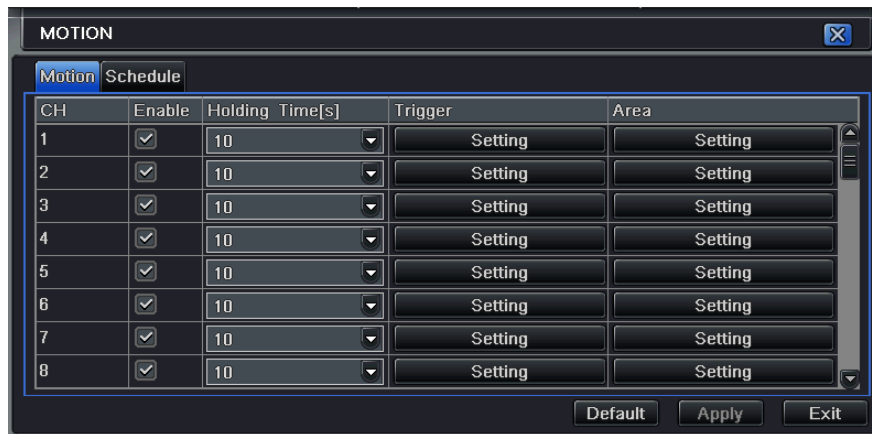 MOTION
Motion Schedule
CH Enable Holding Time[s] Trigger Area
1 10 Setting Setting
2 10 Setting Setting
3 10 Setting Setting
4 10 Setting Setting
5 10 Setting Setting
6 10 Setting Setting
7 10 Setting Setting
8 10 Setting Setting
Default Apply Exit